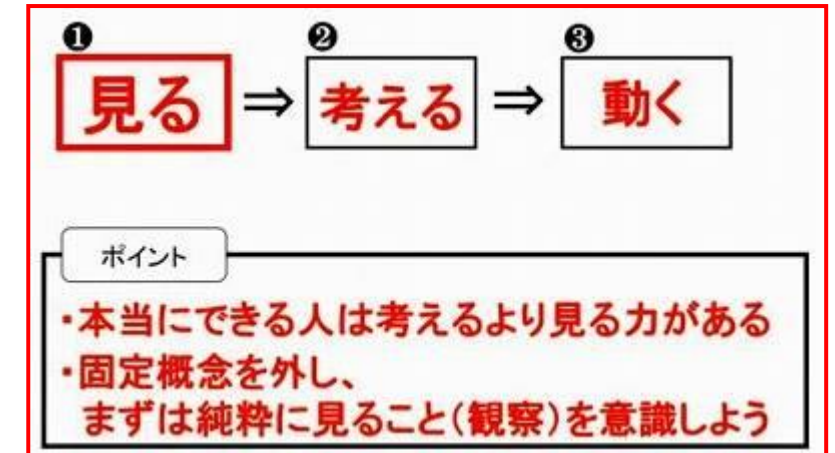 ❶ ❷ ❸
見る ⇒ 考える ⇒ 動く
ポイント
・本当にできる人は考えるより見る力がある
・固定概念を外し、
まずは純粋に見ること(観察)を意識しよう